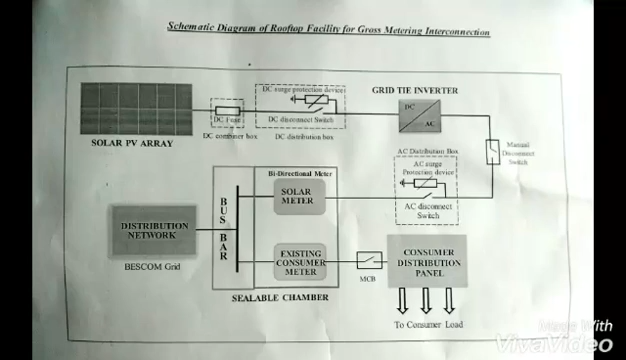 Schematic Diagram of Rooftop Facility for Gross Metering Interconnection
DC surge protection device
GRID TIE INVERTER
DC
AC
DC Fuse
DC disconnect Switch
SOLAR PV ARRAY
DC combiner box
DC distribution box
Manual
Disconnect
Switch
AC Distribution Box
AC surge
Protection device
AC disconnect
Switch
Bi-Directional Meter
SOLAR
METER
BUS BAR
DISTRIBUTION
NETWORK
BESCOM Grid
EXISTING
CONSUMER
METER
MCB
CONSUMER
DISTRIBUTION
PANEL
SEALABLE CHAMBER
To Consumer Load
Made With
VivaVideo